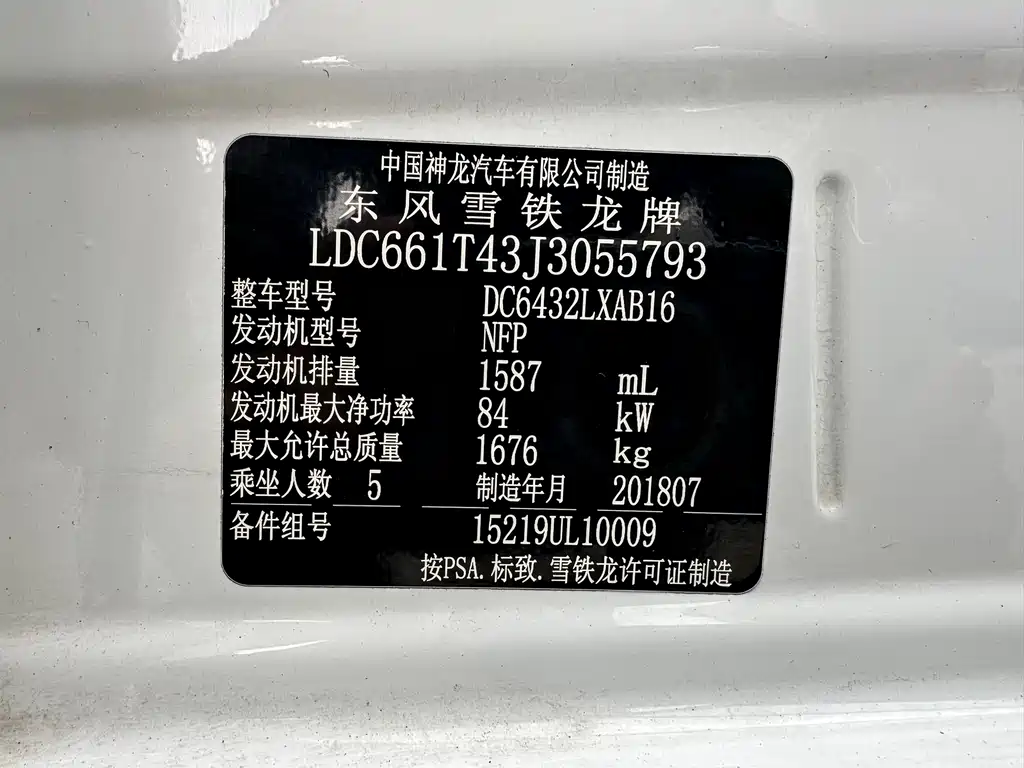 中国神龙汽车有限公司制造
东风雪铁龙牌
LDC661T43J3055793
整车型号 DC6432LXAB16
发动机型号 NFP
发动机排量 1587 mL
发动机最大净功率 84 kW
最大允许总质量 1676 kg
乘坐人数 5 制造年月 201807
备件组号 15219UL10009
按PSA.标致.雪铁龙许可证制造